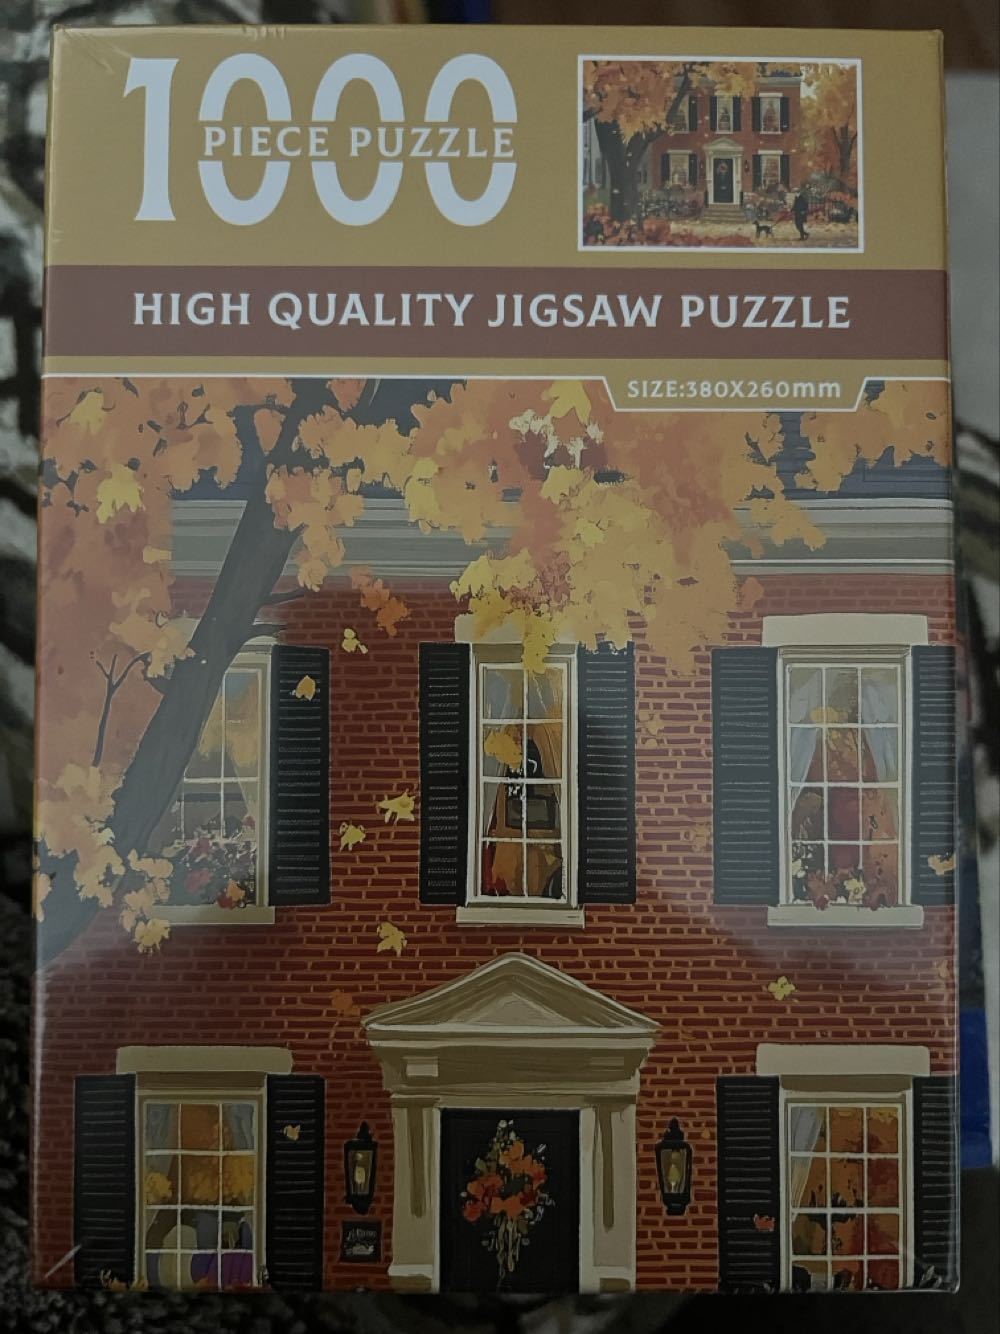 1000
PIECE PUZZLE
HIGH QUALITY JIGSAW PUZZLE
SIZE:380X260mm